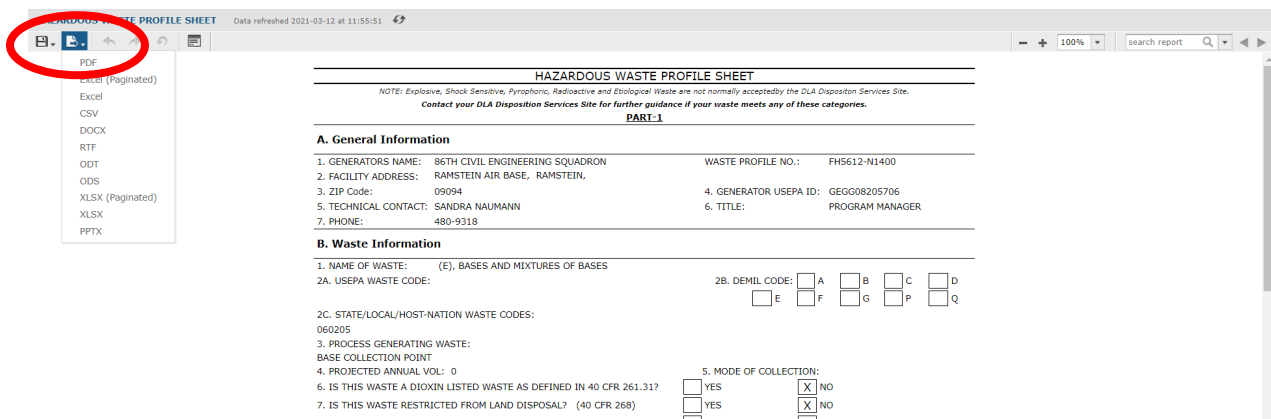 HAZARDOUS WASTE PROFILE SHEET Data refreshed 2021-03-12 at 11:55:51
100% search report
PDF
Excel (Paginated)
Excel
CSV
DOCX
RTF
ODT
ODS
XLSX (Paginated)
XLSX
PPTX
HAZARDOUS WASTE PROFILE SHEET
NOTE: Explosive, Shock Sensitive, Pyrophoric, Radioactive and Etiological Waste are not normally acceptedby the DLA Dispositon Services Site.
Contact your DLA Disposition Services Site for further guidance if your waste meets any of these categories.
PART-1
A. General Information
1. GENERATORS NAME: 86TH CIVIL ENGINEERING SQUADRON WASTE PROFILE NO.: FH5612-N1400
2. FACILITY ADDRESS: RAMSTEIN AIR BASE, RAMSTEIN,
3. ZIP Code: 09094 4. GENERATOR USEPA ID: GEGG08205706
5. TECHNICAL CONTACT: SANDRA NAUMANN 6. TITLE: PROGRAM MANAGER
7. PHONE: 480-9318
B. Waste Information
1. NAME OF WASTE: (E), BASES AND MIXTURES OF BASES
2A. USEPA WASTE CODE: 2B. DEMIL CODE: A B C D
E F G P Q
2C. STATE/LOCAL/HOST-NATION WASTE CODES:
060205
3. PROCESS GENERATING WASTE:
BASE COLLECTION POINT
4. PROJECTED ANNUAL VOL: 0 5. MODE OF COLLECTION:
6. IS THIS WASTE A DIOXIN LISTED WASTE AS DEFINED IN 40 CFR 261.31? YES X NO
7. IS THIS WASTE RESTRICTED FROM LAND DISPOSAL? (40 CFR 268) YES X NO